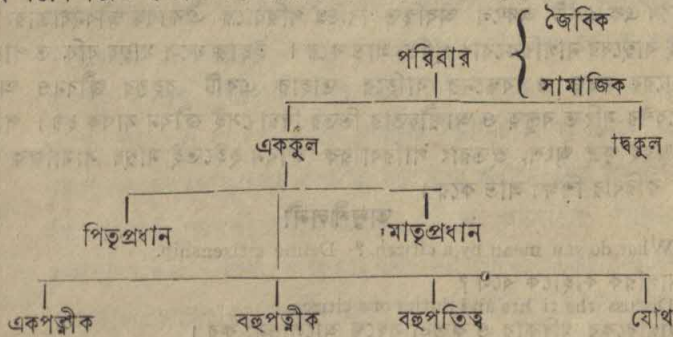 জৈবিক
পরিবার
সামাজিক
এককুল দ্বিকুল
পিতৃপ্রধান মাতৃপ্রধান
একপত্নীক বহুপত্নীক বহুপতিত্ব যোথ